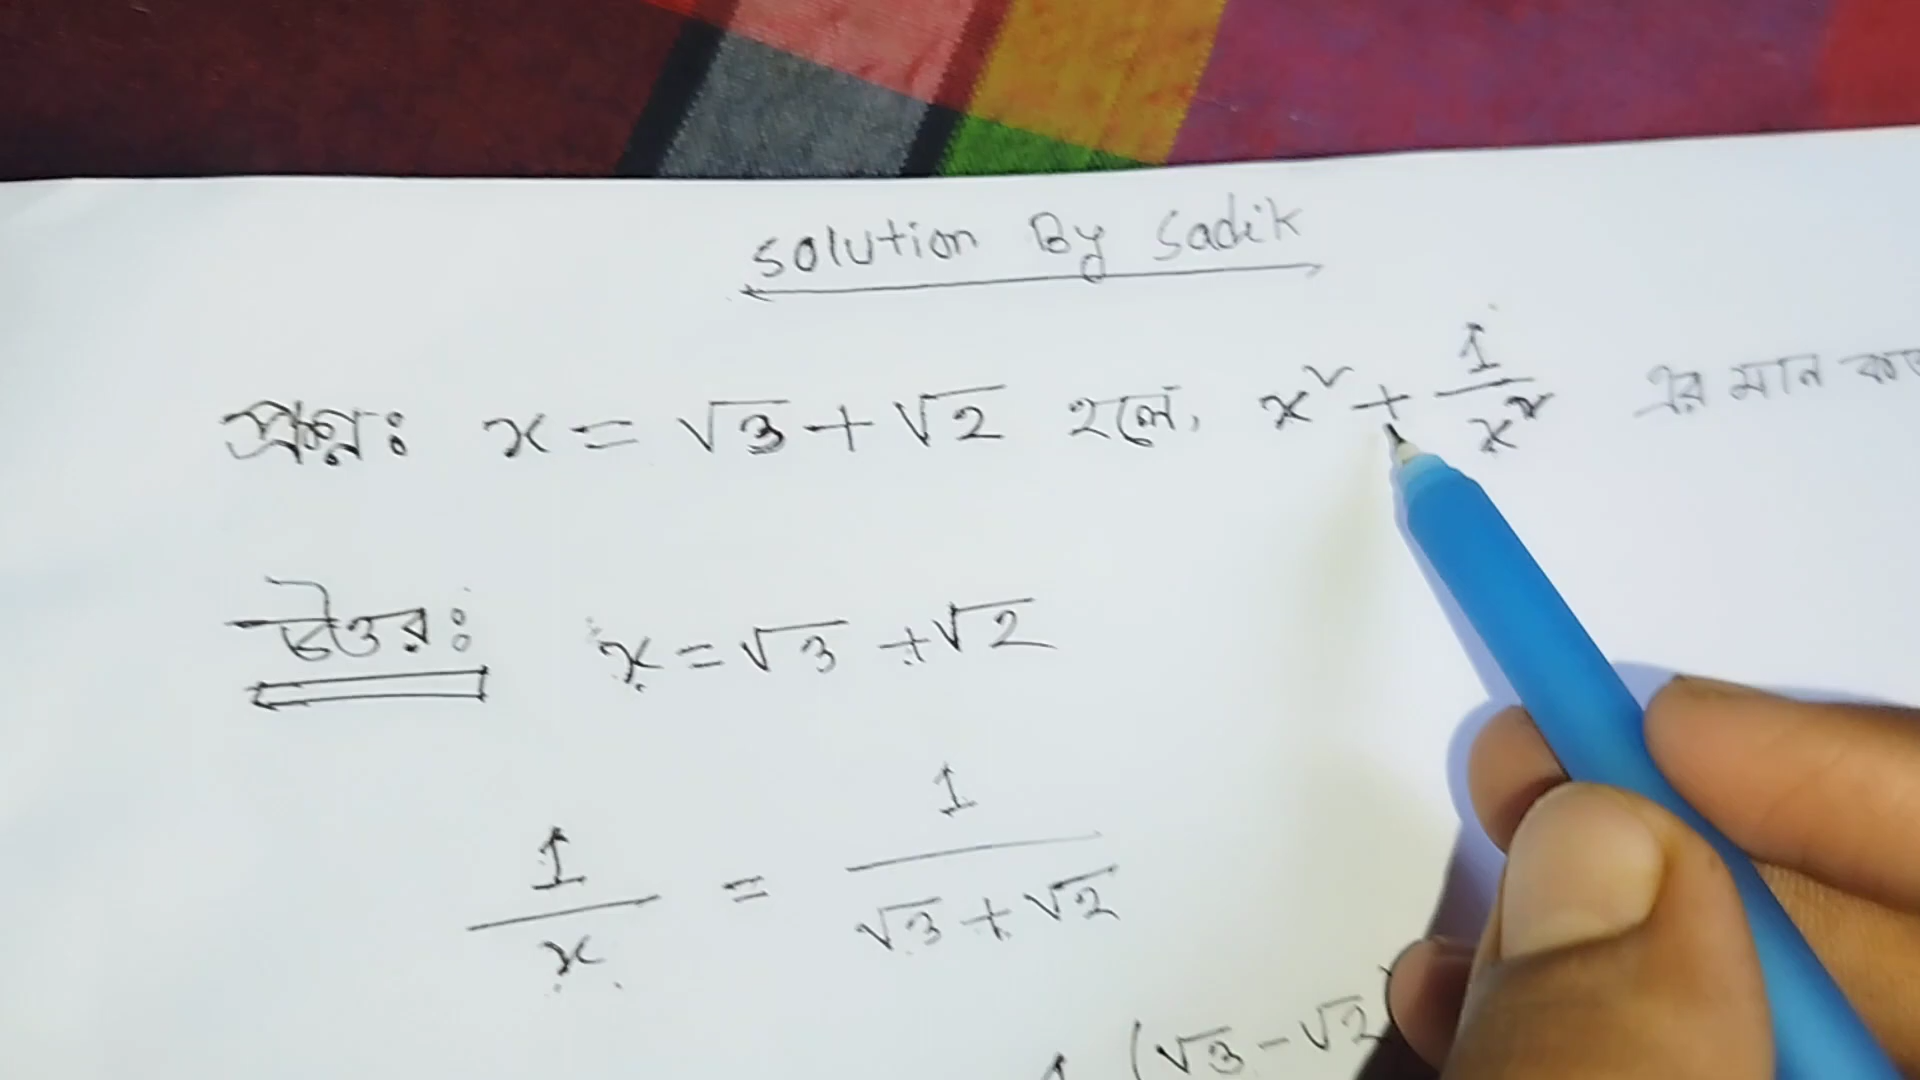 Solution By Sadik
প্রশ্নঃ x = √3 + √2 হলে, x² + 1/x² এর মান কত
উত্তরঃ x = √3 + √2
1/x = 1/(√3 + √2)
(√3 - √2